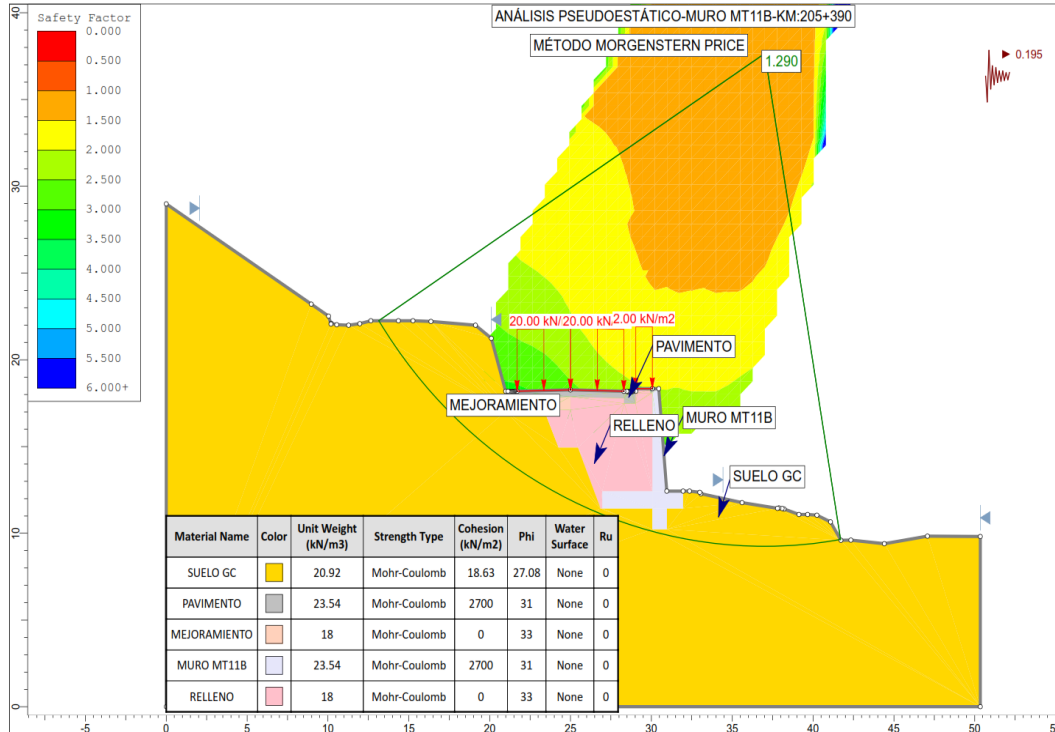 ANÁLISIS PSEUDOESTÁTICO-MURO MT11B-KM:205+390
MÉTODO MORGENSTERN PRICE
1.290
0.195
Safety Factor
0.000
0.500
1.000
1.500
2.000
2.500
3.000
3.500
4.000
4.500
5.000
5.500
6.000+
40
30
20
10
0
20.00 kN/
20.00 kN
2.00 kN/m2
PAVIMENTO
MEJORAMIENTO
RELLENO
MURO MT11B
SUELO GC
Material Name Color Unit Weight (kN/m3) Strength Type Cohesion (kN/m2) Phi Water Surface Ru
SUELO GC 20.92 Mohr-Coulomb 18.63 27.08 None 0
PAVIMENTO 23.54 Mohr-Coulomb 2700 31 None 0
MEJORAMIENTO 18 Mohr-Coulomb 0 33 None 0
MURO MT11B 23.54 Mohr-Coulomb 2700 31 None 0
RELLENO 18 Mohr-Coulomb 0 33 None 0
-5 0 5 10 15 20 25 30 35 40 45 50